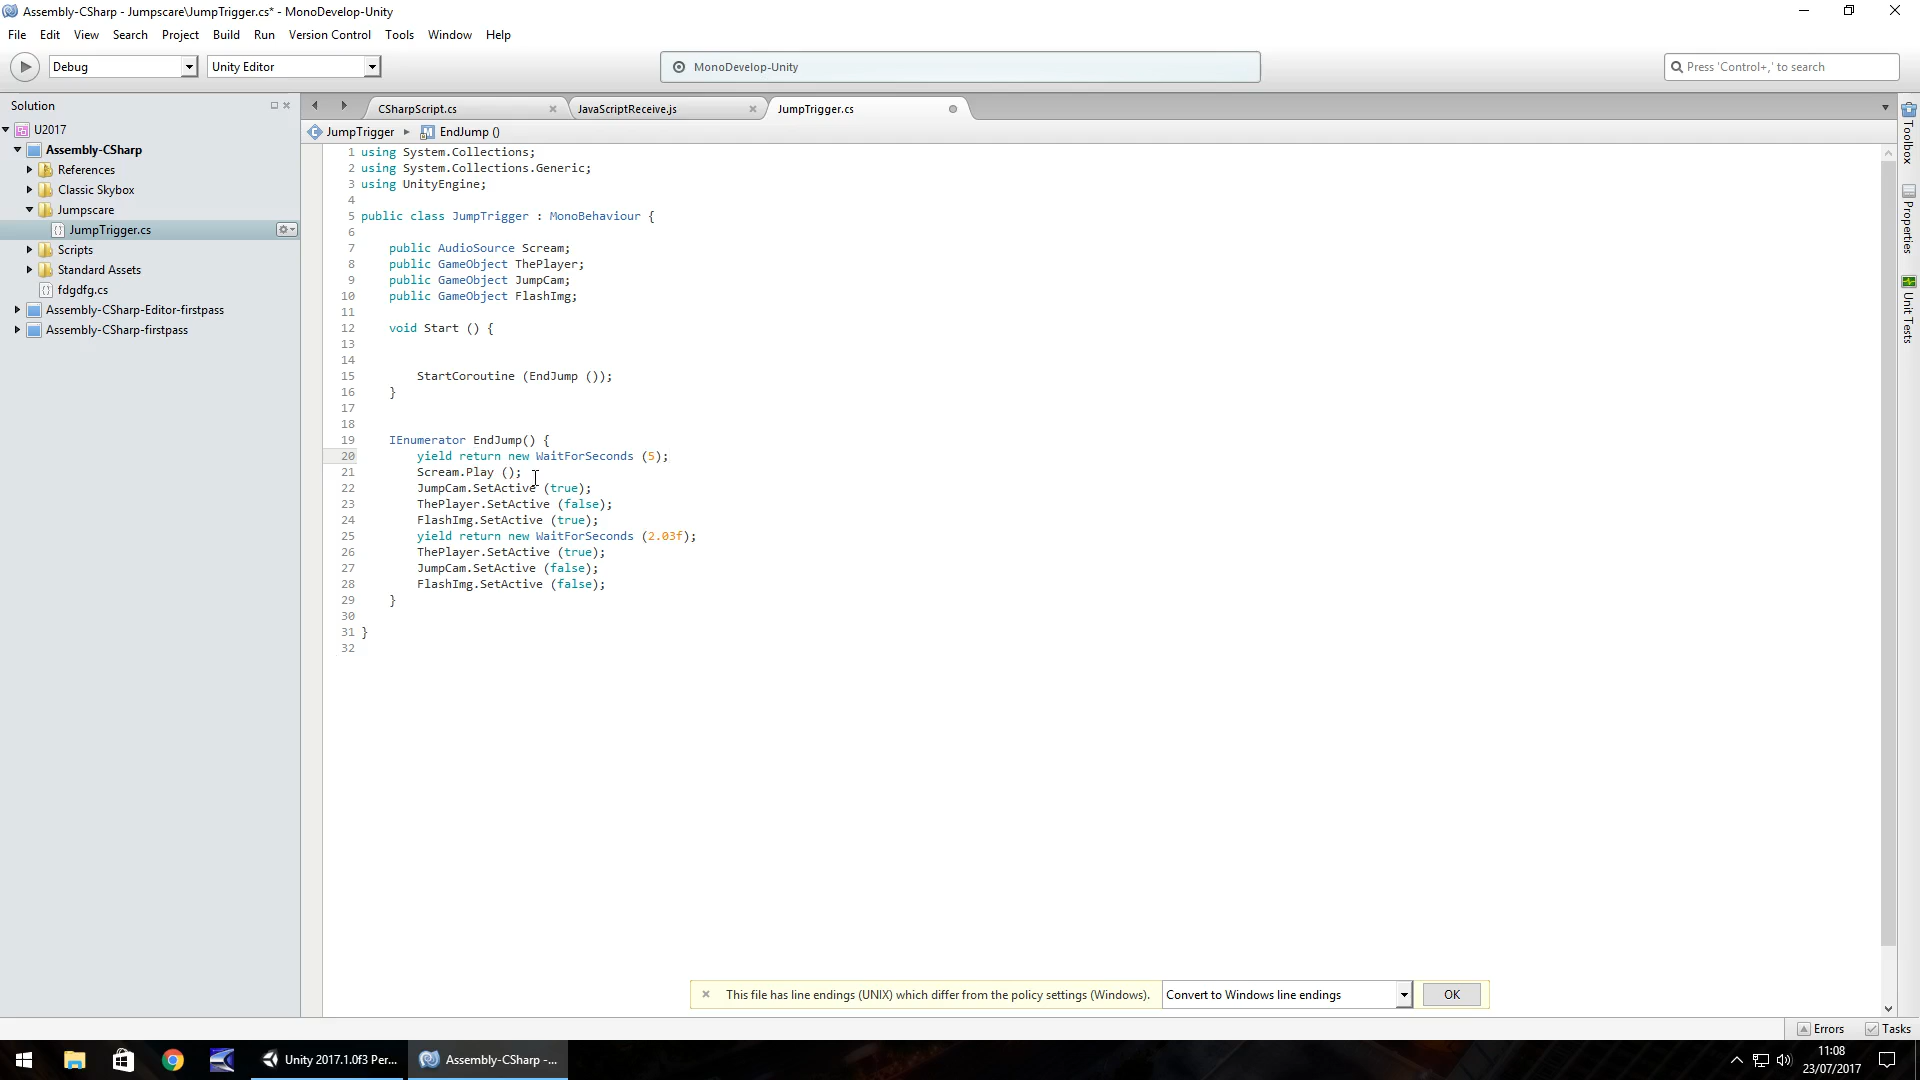 Assembly-CSharp - Jumpscare\JumpTrigger.cs* - MonoDevelop-Unity
File Edit View Search Project Build Run Version Control Tools Window Help
Debug Unity Editor MonoDevelop-Unity Press 'Control+,' to search
Solution
U2017
Assembly-CSharp
References
Classic Skybox
Jumpscare
JumpTrigger.cs
Scripts
Standard Assets
fdgdfg.cs
Assembly-CSharp-Editor-firstpass
Assembly-CSharp-firstpass
CSharpScript.cs JavaScriptReceive.js JumpTrigger.cs
JumpTrigger EndJump ()
1 using System.Collections;
2 using System.Collections.Generic;
3 using UnityEngine;
4
5 public class JumpTrigger : MonoBehaviour {
6
7 public AudioSource Scream;
8 public GameObject ThePlayer;
9 public GameObject JumpCam;
10 public GameObject FlashImg;
11
12 void Start () {
13
14
15 StartCoroutine (EndJump ());
16 }
17
18
19 IEnumerator EndJump() {
20 yield return new WaitForSeconds (5);
21 Scream.Play ();
22 JumpCam.SetActive (true);
23 ThePlayer.SetActive (false);
24 FlashImg.SetActive (true);
25 yield return new WaitForSeconds (2.03f);
26 ThePlayer.SetActive (true);
27 JumpCam.SetActive (false);
28 FlashImg.SetActive (false);
29 }
30
31 }
32
Toolbox
Properties
Unit Tests
This file has line endings (UNIX) which differ from the policy settings (Windows). Convert to Windows line endings OK
Errors Tasks
Unity 2017.1.0f3 Per... Assembly-CSharp -...
11:08
23/07/2017